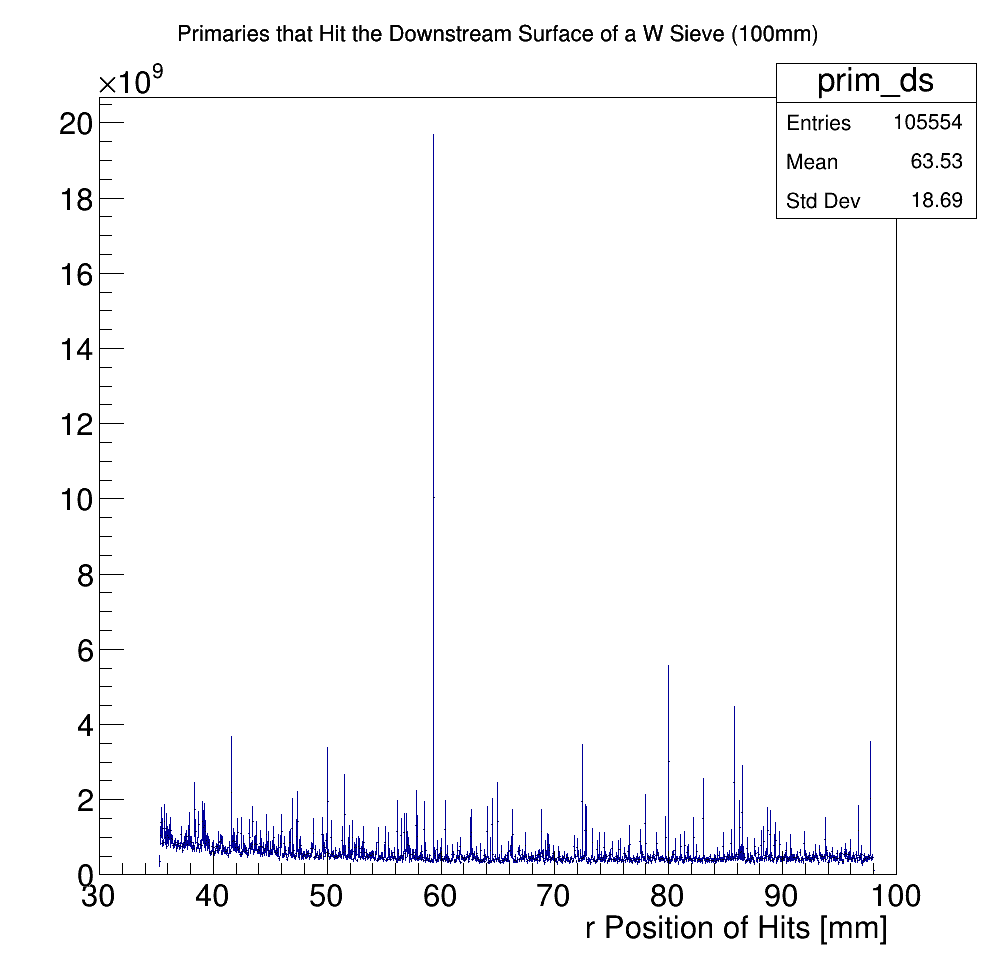 Primaries that Hit the Downstream Surface of a W Sieve (100mm)
×10⁹
prim_ds
Entries 105554
Mean 63.53
Std Dev 18.69
20
18
16
14
12
10
8
6
4
2
0
30 40 50 60 70 80 90 100
r Position of Hits [mm]